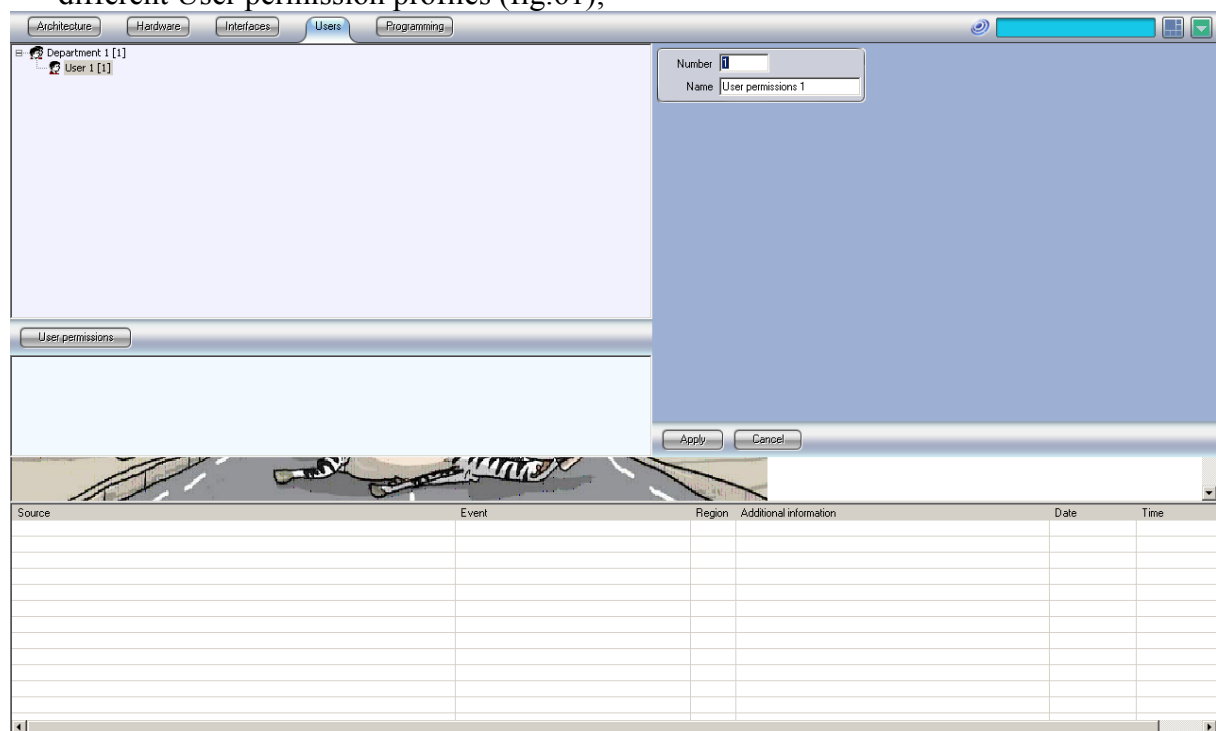 different User permission profiles (fig.61);
Architecture Hardware Interfaces Users Programming
Department 1 [1]
User 1 [1]
Number 1
Name User permissions 1
User permissions
Apply Cancel
Source Event Region Additional information Date Time